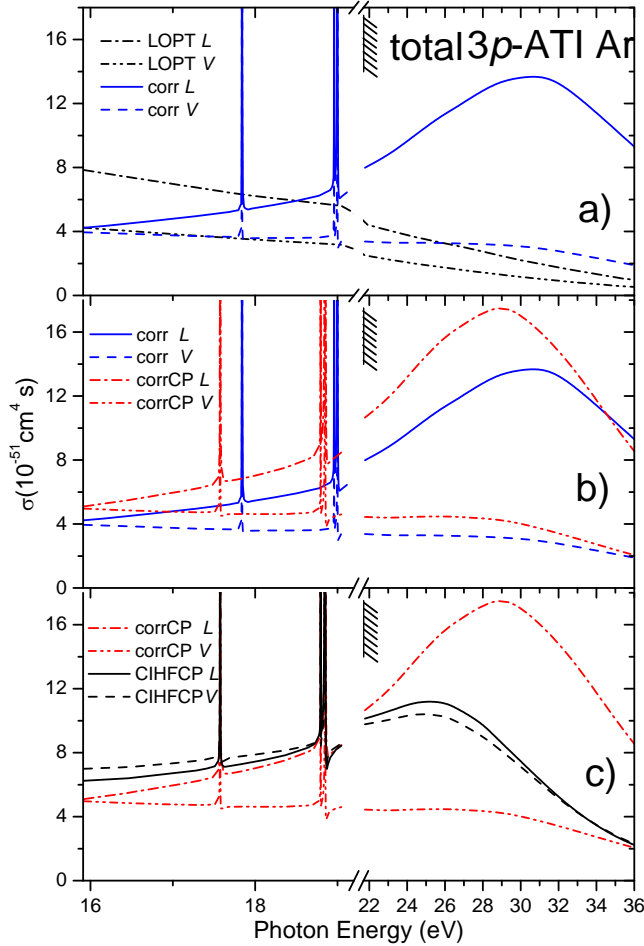 total 3p-ATI Ar
LOPT L
LOPT V
corr L
corr V
16
12
8
4
0
a)
corr L
corr V
corrCP L
corrCP V
16
12
8
4
0
b)
σ(10⁻⁵¹cm⁴ s)
corrCP L
corrCP V
CIHFCP L
CIHFCP V
16
12
8
4
0
c)
16 18 22 24 26 28 30 32 34 36
Photon Energy (eV)